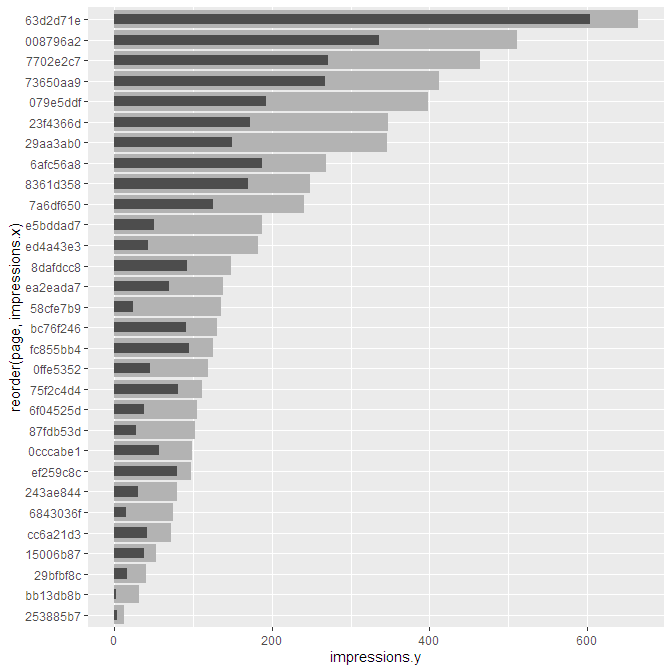 63d2d71e
008796a2
7702e2c7
73650aa9
079e5ddf
23f4366d
29aa3ab0
6afc56a8
8361d358
7a6df650
e5bddad7
ed4a43e3
8dafdcc8
ea2eada7
58cfe7b9
bc76f246
fc855bb4
0ffe5352
75f2c4d4
6f04525d
87fdb53d
0cccabe1
ef259c8c
243ae844
6843036f
cc6a21d3
15006b87
29bfbf8c
bb13db8b
253885b7
reorder(page, impressions.x)
0 200 400 600
impressions.y